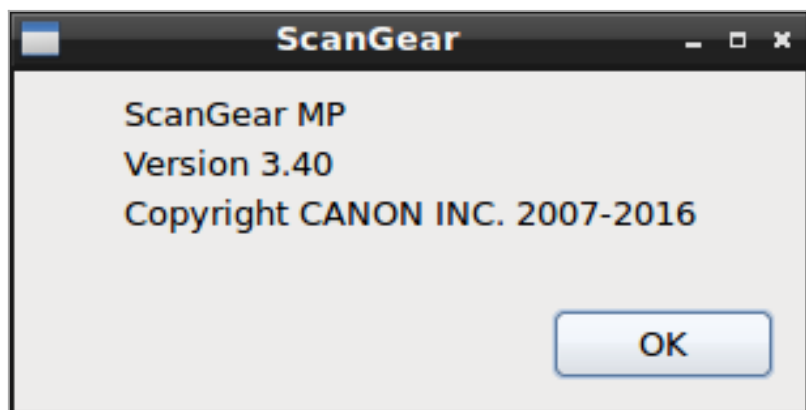 ScanGear
ScanGear MP
Version 3.40
Copyright CANON INC. 2007-2016
OK